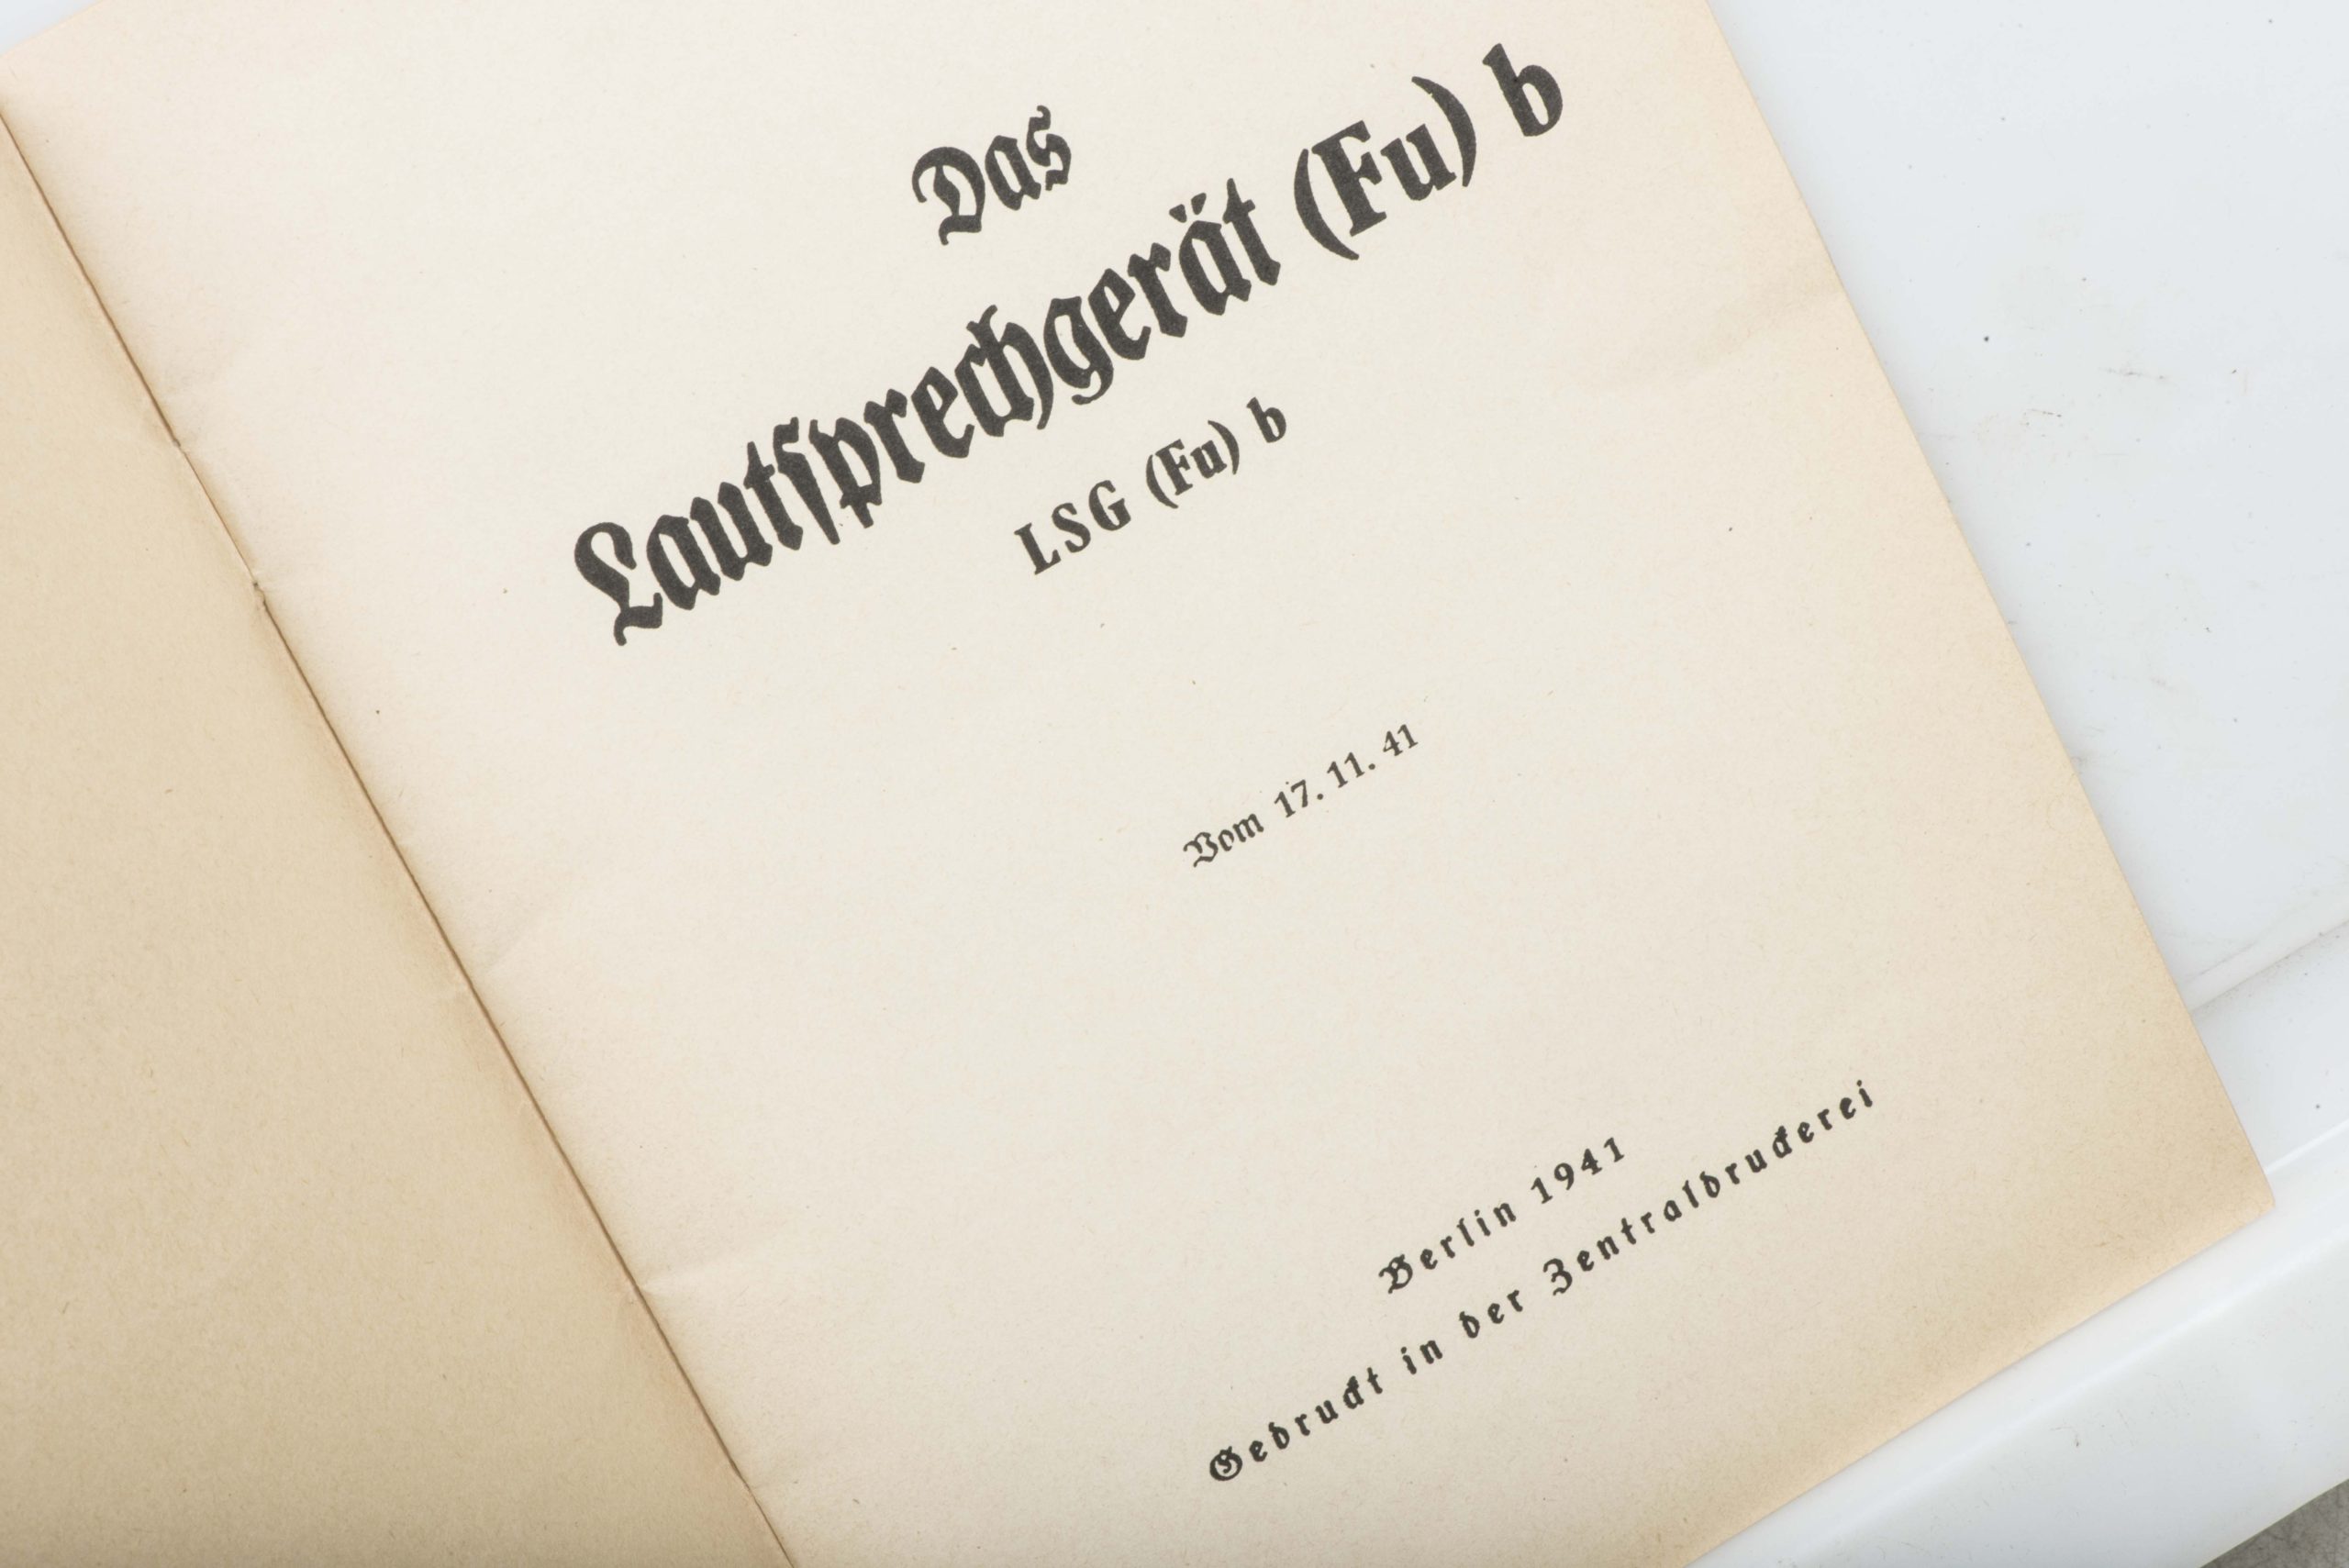 Das
Lautsprechgerät (Fu) b
LSG (Fu) b
Vom 17. 11. 41
Berlin 1941
Gedruckt in der Zentraldruckerei